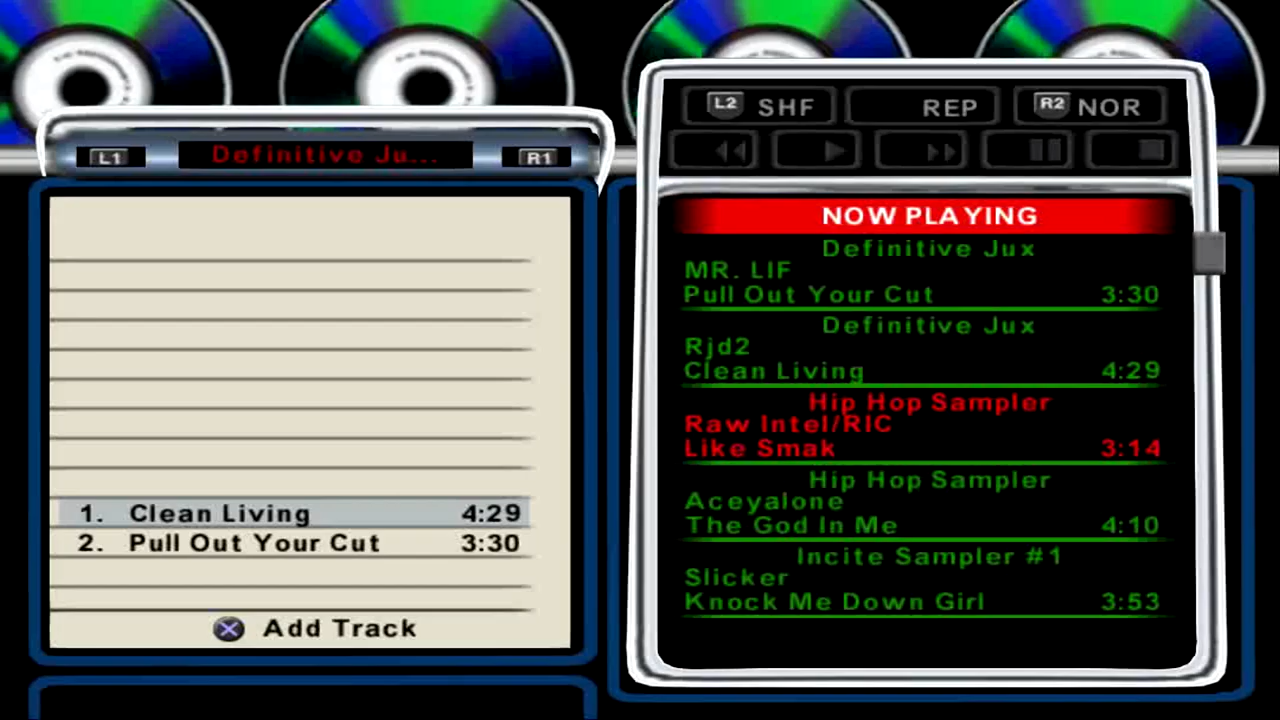 L1 Definitive Ju... R1
1. Clean Living 4:29
2. Pull Out Your Cut 3:30
Add Track
L2 SHF REP R2 NOR
NOW PLAYING
Definitive Jux
MR. LIF
Pull Out Your Cut 3:30
Definitive Jux
Rjd2
Clean Living 4:29
Hip Hop Sampler
Raw Intel/RIC
Like Smak 3:14
Hip Hop Sampler
Aceyalone
The God In Me 4:10
Incite Sampler #1
Slicker
Knock Me Down Girl 3:53